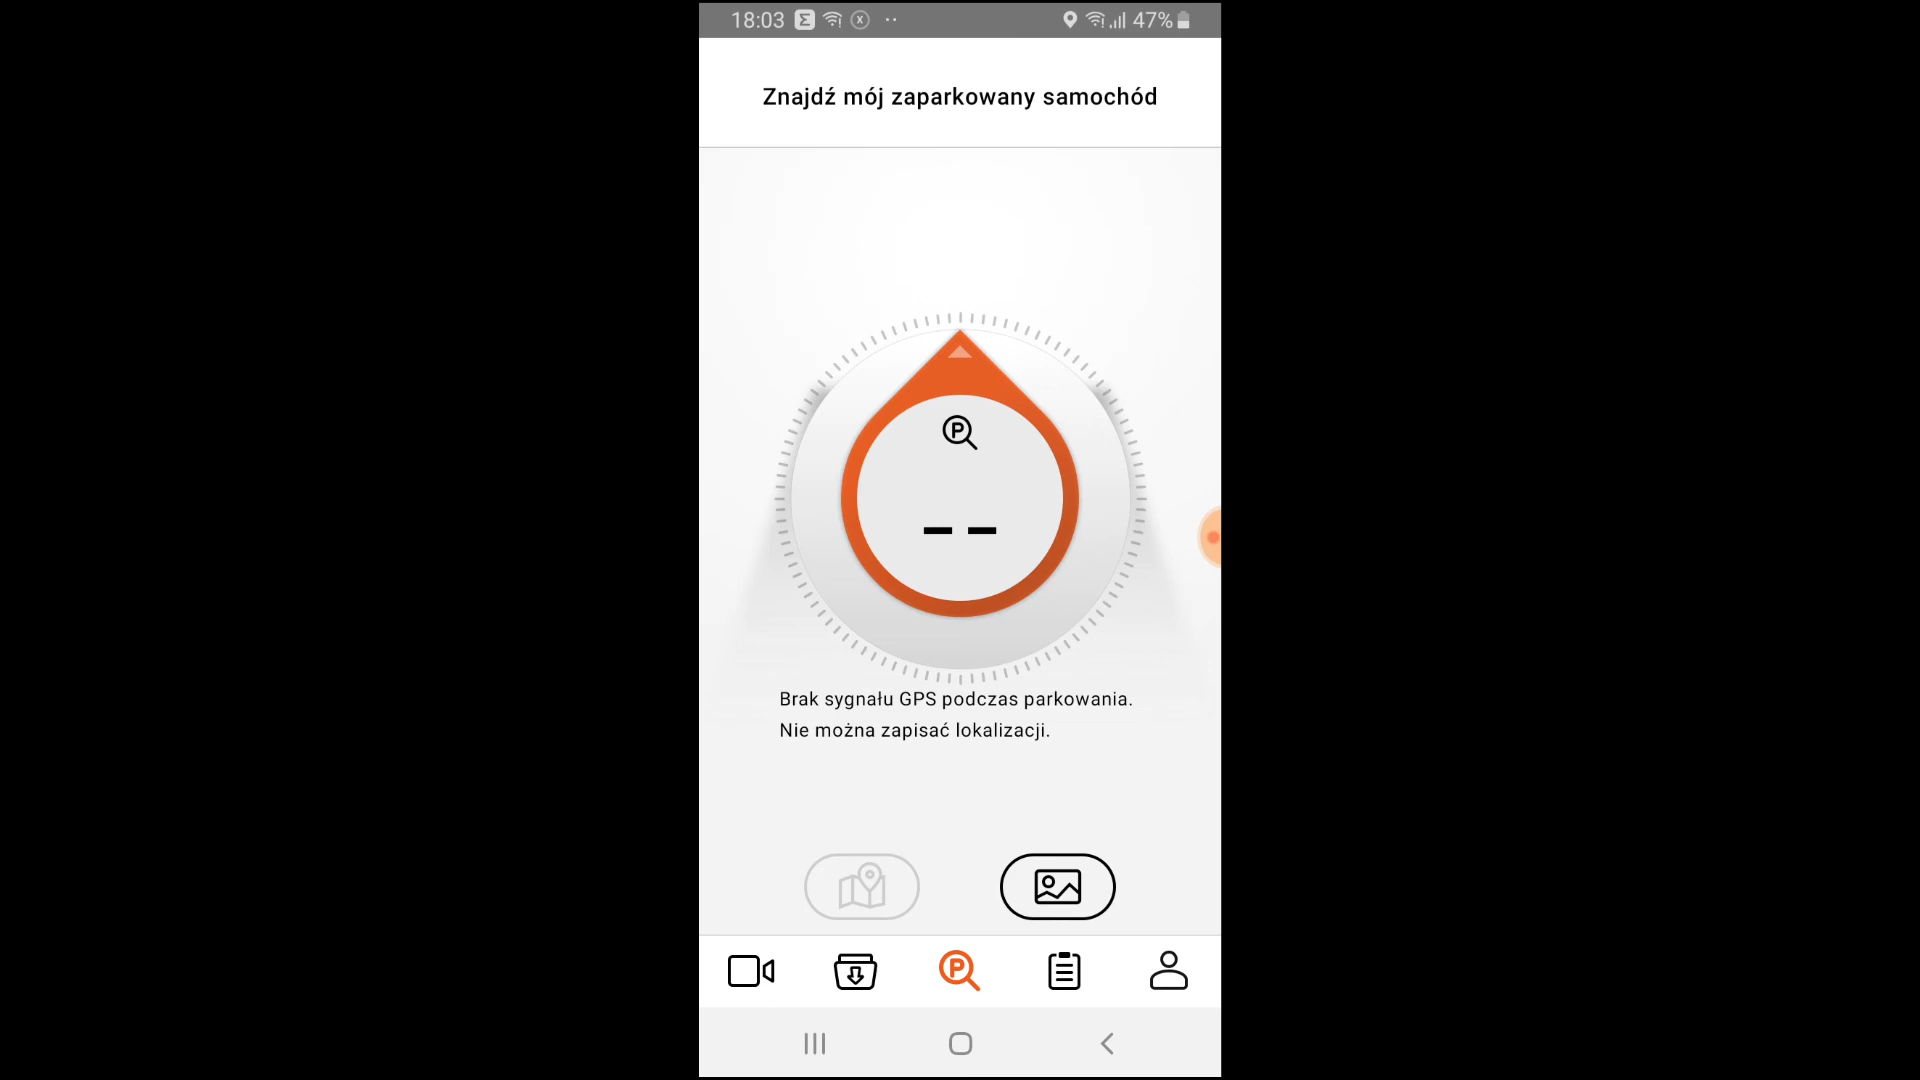 18:03
47%
Znajdź mój zaparkowany samochód
P
– –
Brak sygnału GPS podczas parkowania.
Nie można zapisać lokalizacji.
P